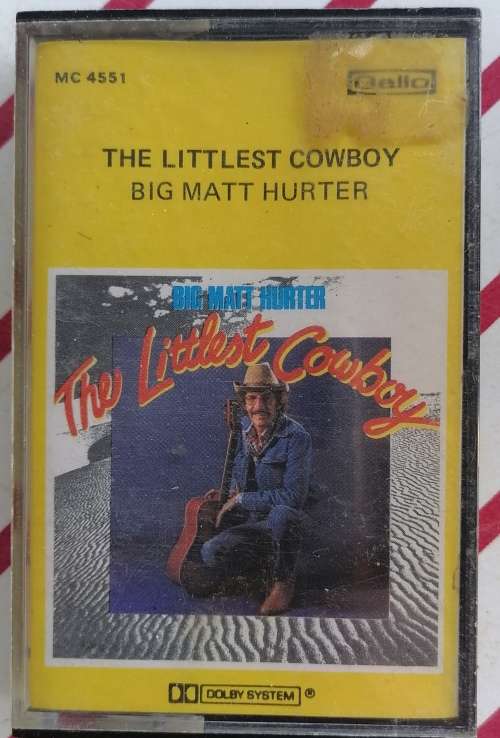 MC 4551
Gallo
THE LITTLEST COWBOY
BIG MATT HURTER
BIG MATT HURTER
The Littlest Cowboy
DOLBY SYSTEM ®